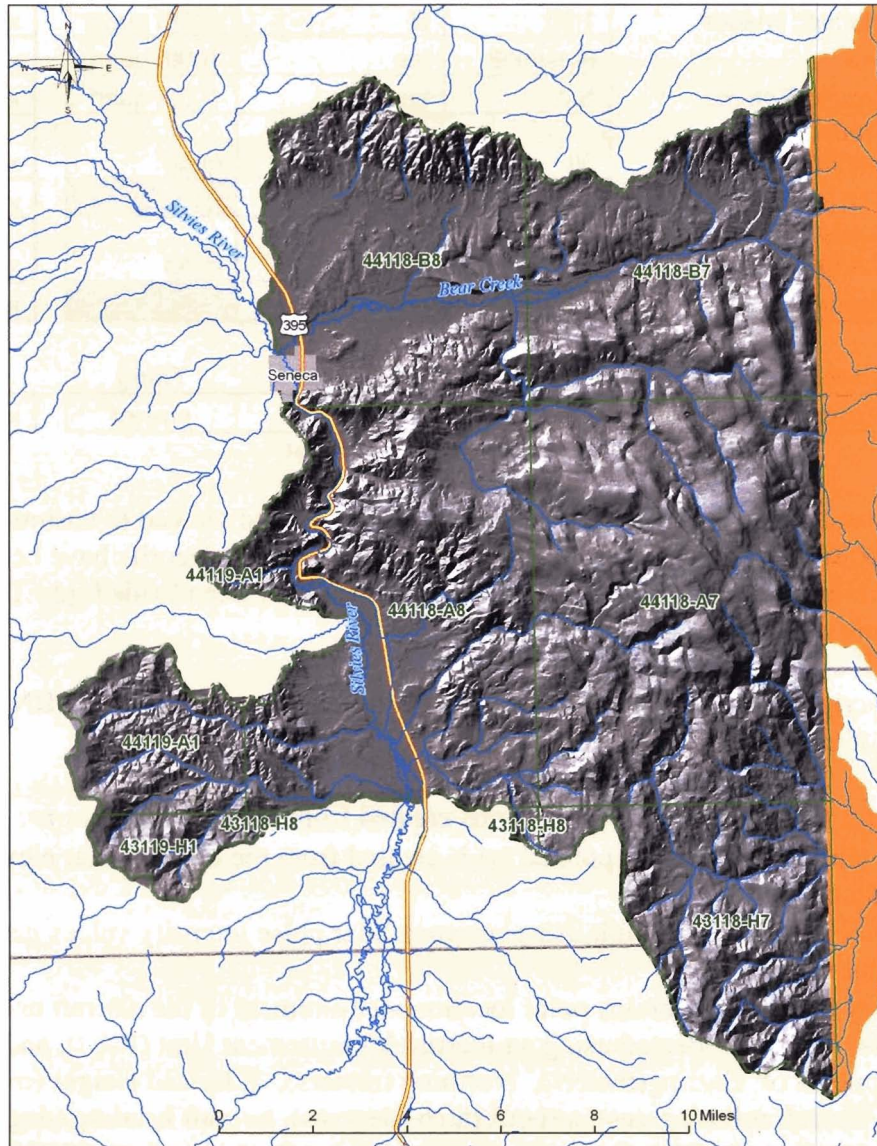 N
W E
S
Silvies River
44118-B8
44118-B7
Bear Creek
395
Seneca
44119-A1
44118-A8
44118-A7
Silvies River
44119-A1
43118-H8
43118-H8
43119-H1
43118-H7
0 2 4 6 8 10 Miles